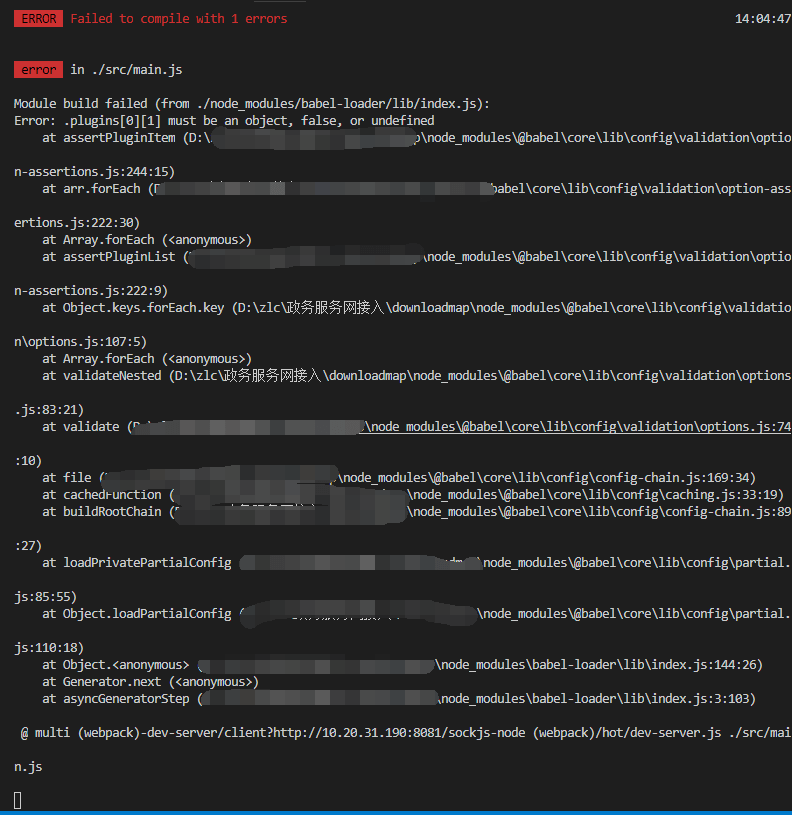 ERROR Failed to compile with 1 errors 14:04:47
error in ./src/main.js
Module build failed (from ./node_modules/babel-loader/lib/index.js):
Error: .plugins[0][1] must be an object, false, or undefined
at assertPluginItem (D:\ p\node_modules\@babel\core\lib\config\validation\optio
n-assertions.js:244:15)
at arr.forEach ( babel\core\lib\config\validation\option-ass
ertions.js:222:30)
at Array.forEach (<anonymous>)
at assertPluginList ( \node_modules\@babel\core\lib\config\validation\optio
n-assertions.js:222:9)
at Object.keys.forEach.key (D:\zlc\政务服务网接入\downloadmap\node_modules\@babel\core\lib\config\validatio
n\options.js:107:5)
at Array.forEach (<anonymous>)
at validateNested (D:\zlc\政务服务网接入\downloadmap\node_modules\@babel\core\lib\config\validation\options
.js:83:21)
at validate ( \node_modules\@babel\core\lib\config\validation\options.js:74
:10)
at file ( \node_modules\@babel\core\lib\config\config-chain.js:169:34)
at cachedFunction ( \node_modules\@babel\core\lib\config\caching.js:33:19)
at buildRootChain ( \node_modules\@babel\core\lib\config\config-chain.js:89
:27)
at loadPrivatePartialConfig \node_modules\@babel\core\lib\config\partial.
js:85:55)
at Object.loadPartialConfig ( \node_modules\@babel\core\lib\config\partial.
js:110:18)
at Object.<anonymous> ( \node_modules\babel-loader\lib\index.js:144:26)
at Generator.next (<anonymous>)
at asyncGeneratorStep ( \node_modules\babel-loader\lib\index.js:3:103)
@ multi (webpack)-dev-server/client?http://10.20.31.190:8081/sockjs-node (webpack)/hot/dev-server.js ./src/mai
n.js